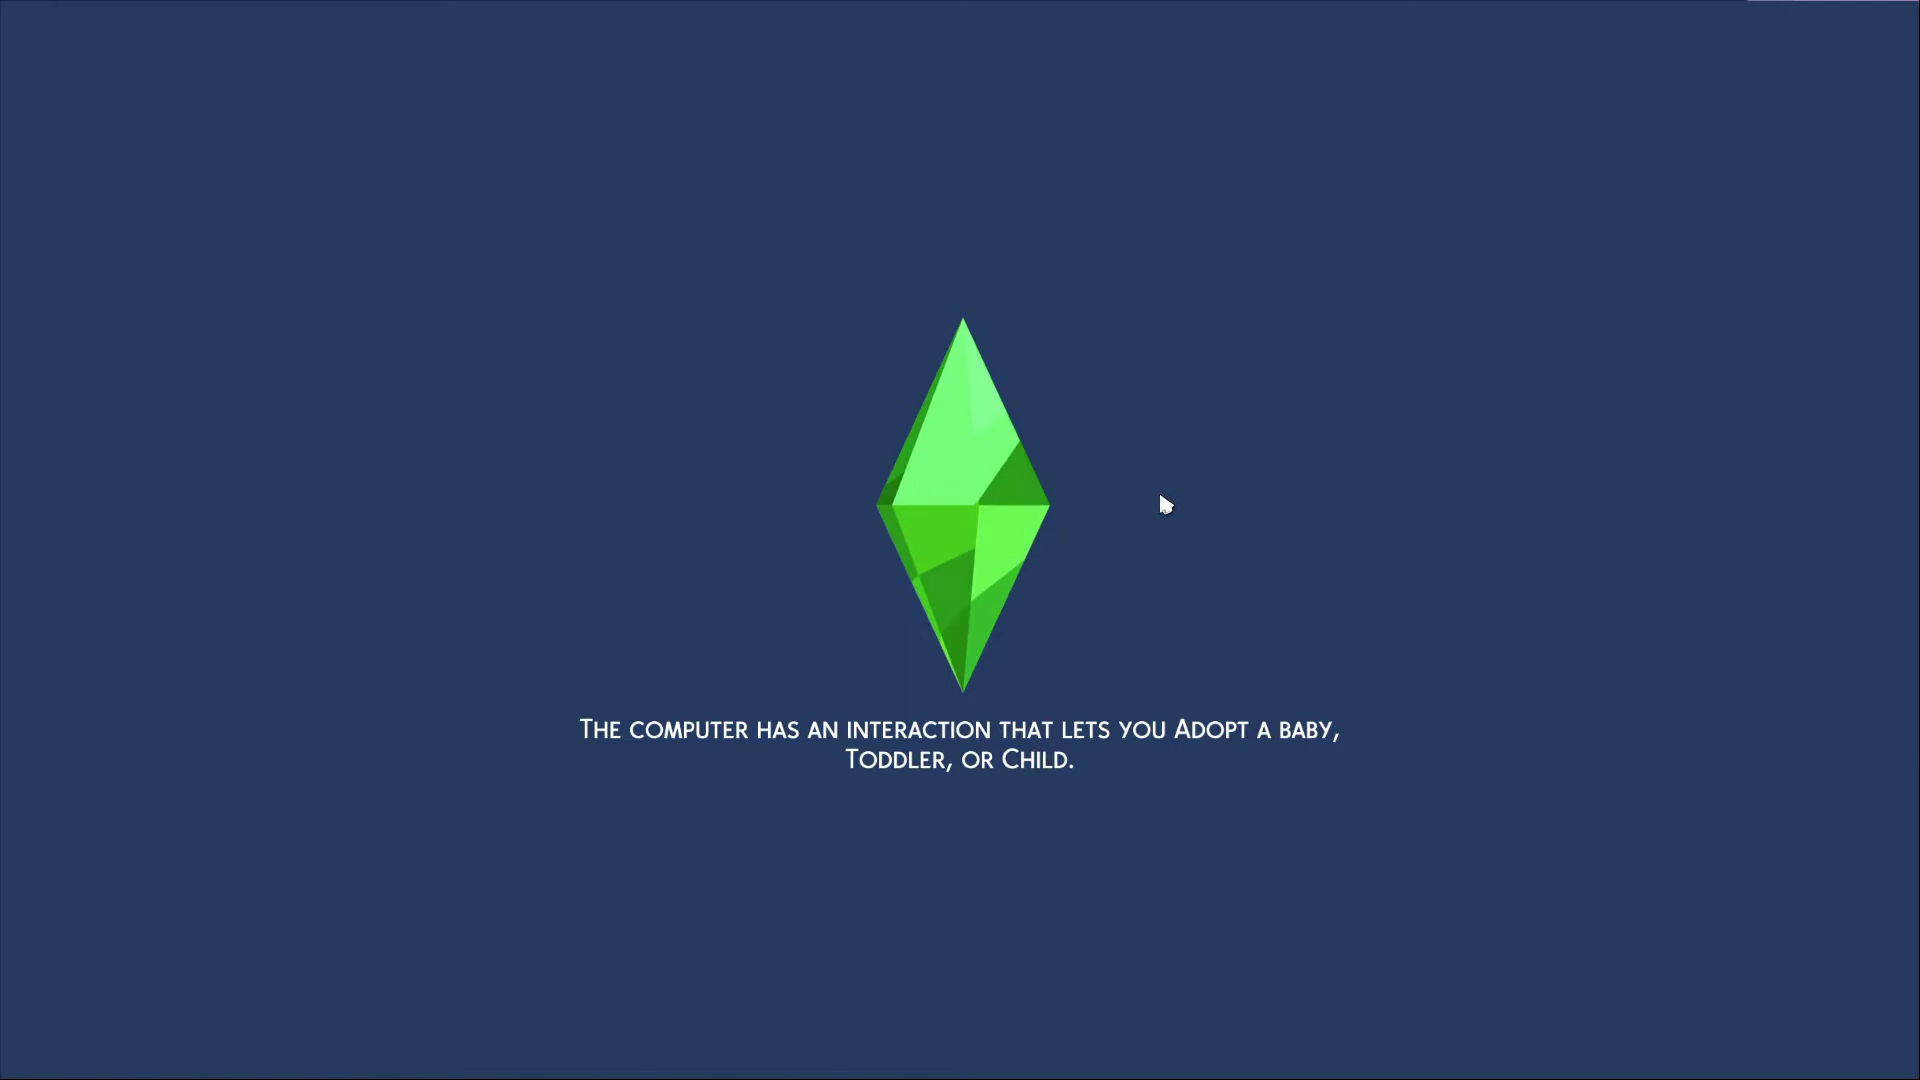 The computer has an interaction that lets you Adopt a baby,
Toddler, or Child.